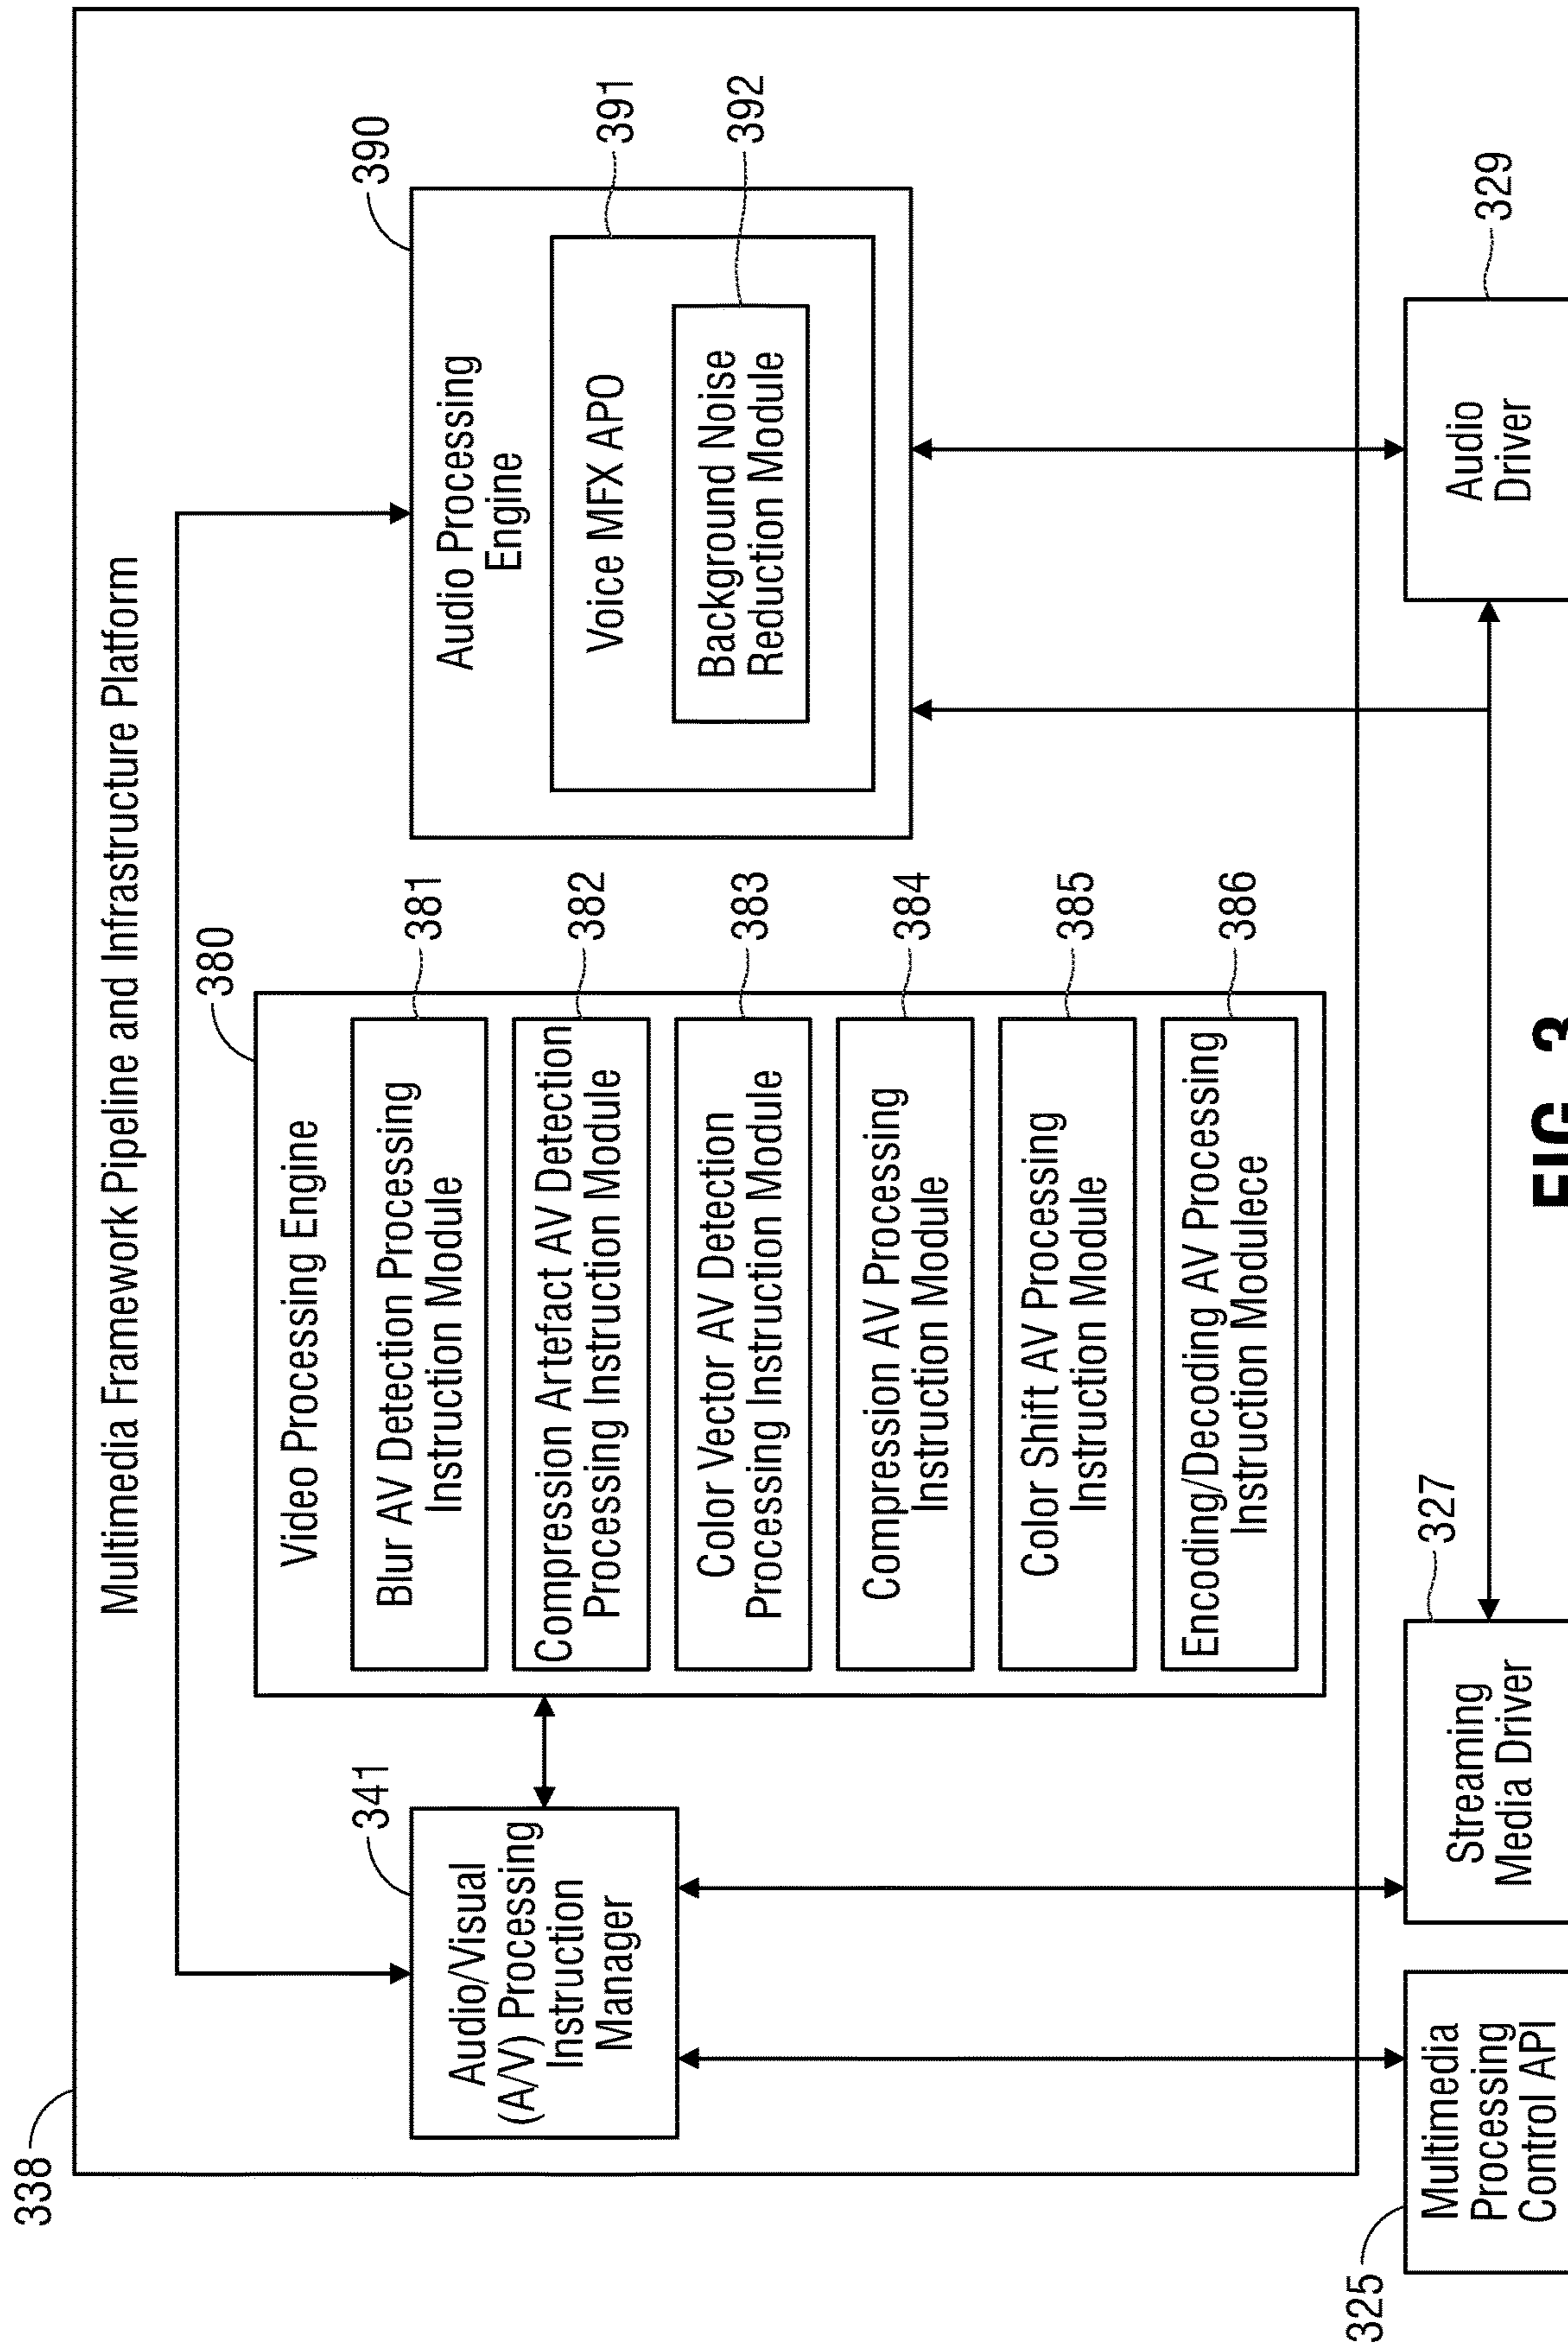 338
Multimedia Framework Pipeline and Infrastructure Platform
341
Audio/Visual
(A/V) Processing
Instruction
Manager
380
Video Processing Engine
Blur AV Detection Processing
Instruction Module
381
Compression Artefact AV Detection
Processing Instruction Module
382
Color Vector AV Detection
Processing Instruction Module
383
Compression AV Processing
Instruction Module
384
Color Shift AV Processing
Instruction Module
385
Encoding/Decoding AV Processing
Instruction Modulece
386
390
Audio Processing
Engine
Voice MFX APO
391
Background Noise
Reduction Module
392
325
Multimedia
Processing
Control API
327
Streaming
Media Driver
329
Audio
Driver
FIG. 3